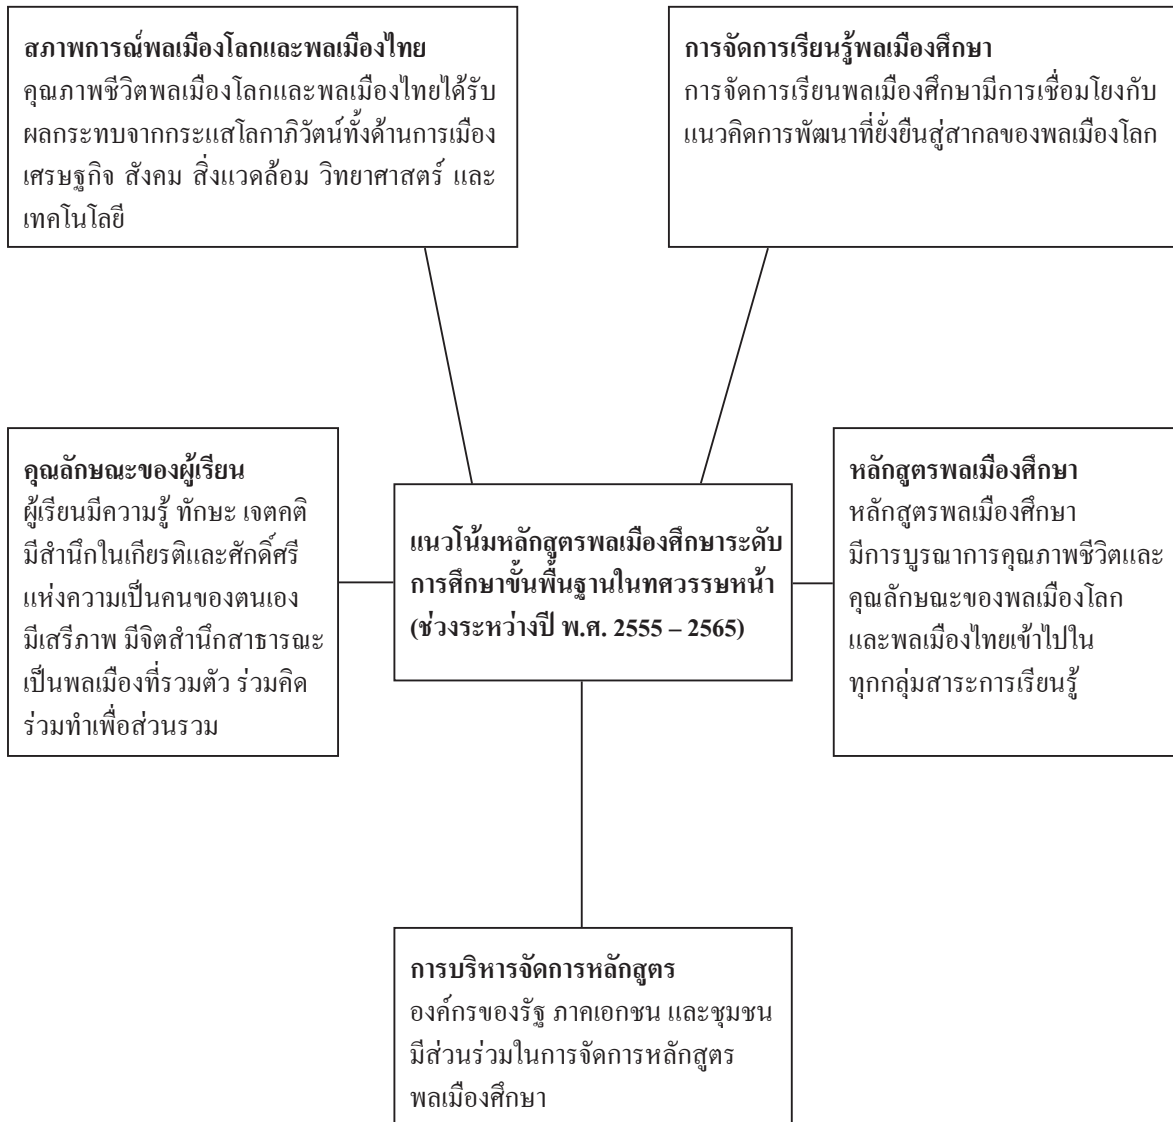 สภาพการณ์พลเมืองโลกและพลเมืองไทย
คุณภาพชีวิตพลเมืองโลกและพลเมืองไทยได้รับ
ผลกระทบจากกระแสโลกาภิวัตน์ทั้งด้านการเมือง
เศรษฐกิจ สังคม สิ่งแวดล้อม วิทยาศาสตร์ และ
เทคโนโลยี
การจัดการเรียนรู้พลเมืองศึกษา
การจัดการเรียนพลเมืองศึกษามีการเชื่อมโยงกับ
แนวคิดการพัฒนาที่ยั่งยืนสู่สากลของพลเมืองโลก
คุณลักษณะของผู้เรียน
ผู้เรียนมีความรู้ ทักษะ เจตคติ
มีสำนึกในเกียรติและศักดิ์ศรี
แห่งความเป็นคนของตนเอง
มีเสรีภาพ มีจิตสำนึกสาธารณะ
เป็นพลเมืองที่รวมตัว ร่วมคิด
ร่วมทำเพื่อส่วนรวม
แนวโน้มหลักสูตรพลเมืองศึกษาระดับ
การศึกษาขั้นพื้นฐานในทศวรรษหน้า
(ช่วงระหว่างปี พ.ศ. 2555 – 2565)
หลักสูตรพลเมืองศึกษา
หลักสูตรพลเมืองศึกษา
มีการบูรณาการคุณภาพชีวิตและ
คุณลักษณะของพลเมืองโลก
และพลเมืองไทยเข้าไปใน
ทุกกลุ่มสาระการเรียนรู้
การบริหารจัดการหลักสูตร
องค์กรของรัฐ ภาคเอกชน และชุมชน
มีส่วนร่วมในการจัดการหลักสูตร
พลเมืองศึกษา